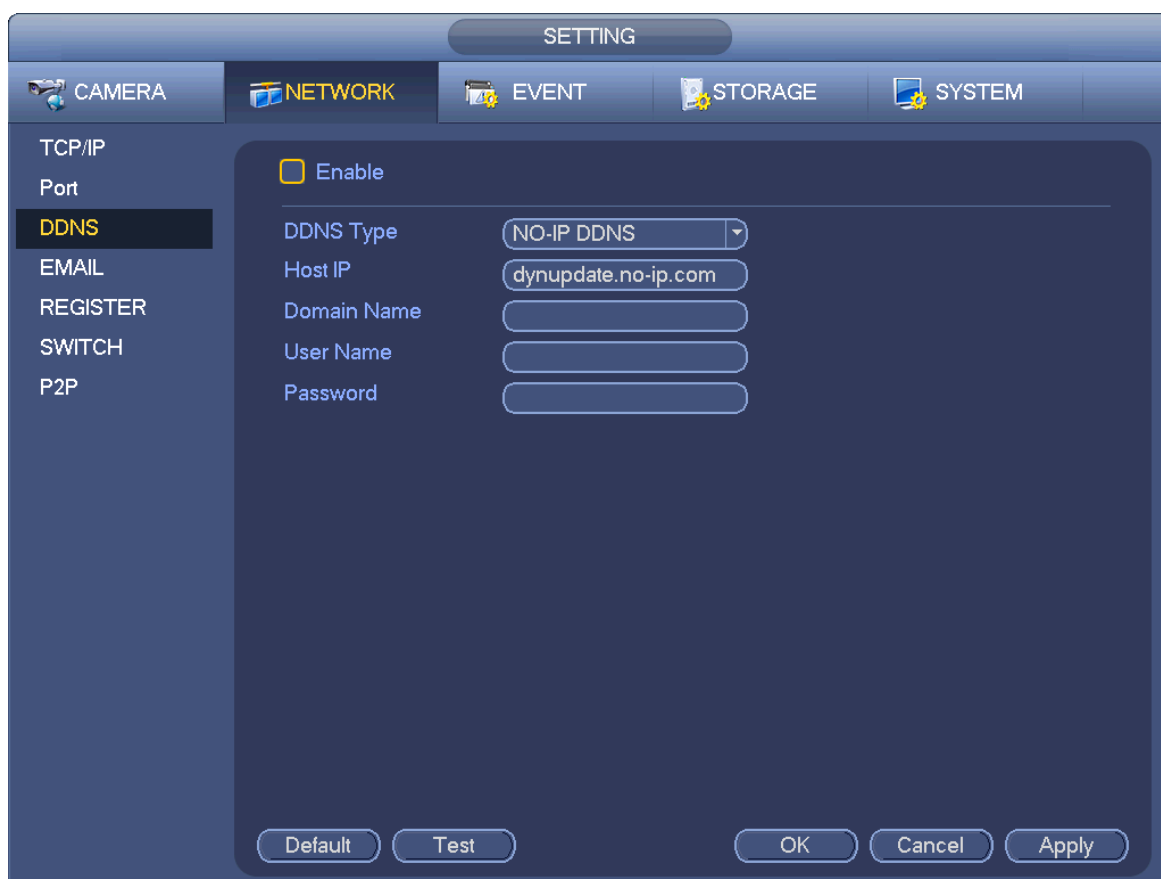 SETTING
CAMERA NETWORK EVENT STORAGE SYSTEM
TCP/IP
Port
DDNS
EMAIL
REGISTER
SWITCH
P2P
Enable
DDNS Type NO-IP DDNS
Host IP dynupdate.no-ip.com
Domain Name
User Name
Password
Default Test OK Cancel Apply